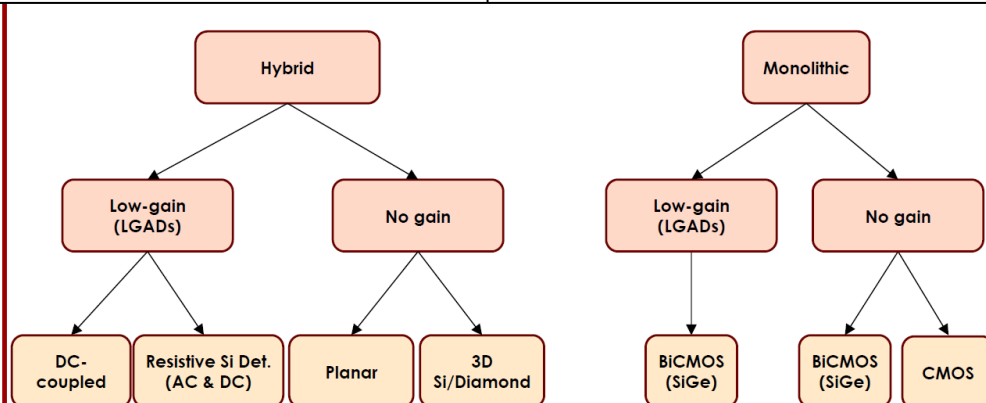 Hybrid
Monolithic
Low-gain
(LGADs)
No gain
Low-gain
(LGADs)
No gain
DC-
coupled
Resistive Si Det.
(AC & DC)
Planar
3D
Si/Diamond
BiCMOS
(SiGe)
BiCMOS
(SiGe)
CMOS